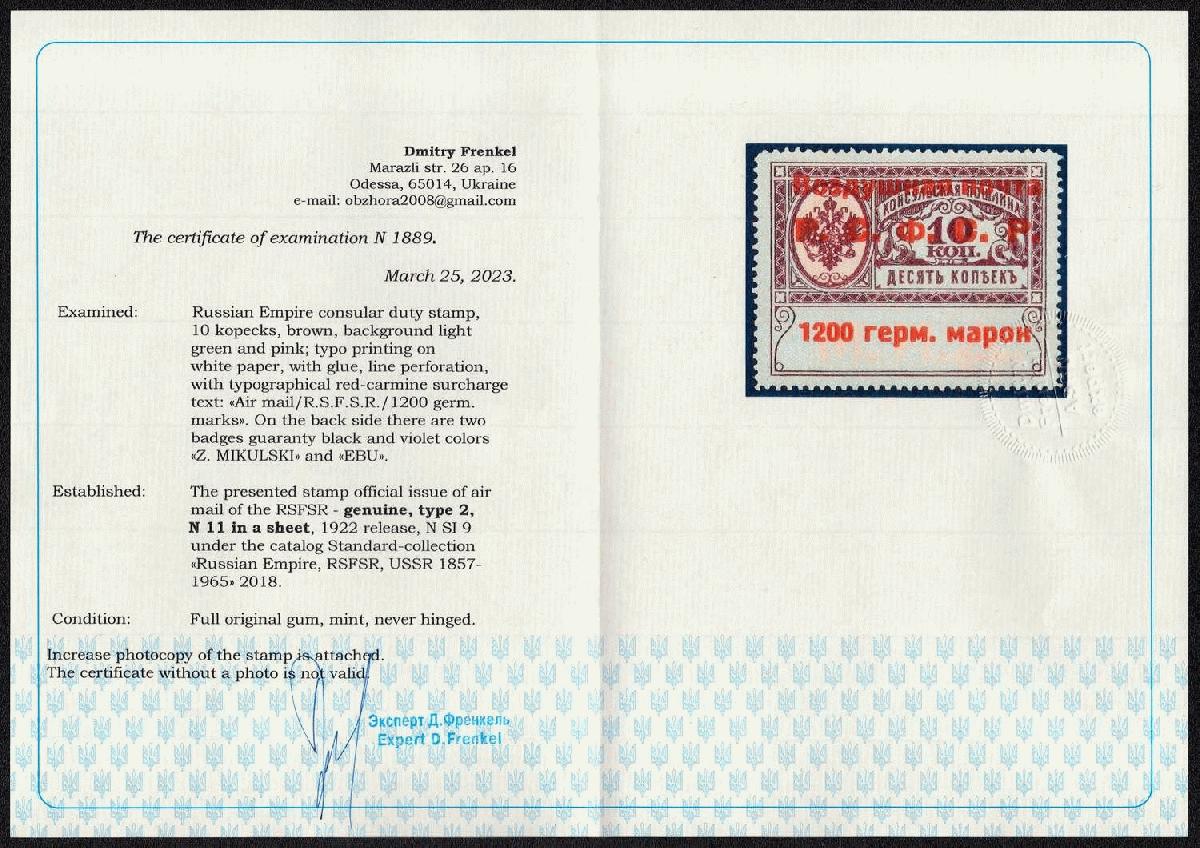 Dmitry Frenkel
Marazli str. 26 ap. 16
Odessa, 65014, Ukraine
e-mail: obzhora2008@gmail.com
The certificate of examination N 1889.
March 25, 2023.
Examined: Russian Empire consular duty stamp,
10 kopecks, brown, background light
green and pink; typo printing on
white paper, with glue, line perforation,
with typographical red-carmine surcharge
text: «Air mail/R.S.F.S.R./1200 germ.
marks». On the back side there are two
badges guaranty black and violet colors
«Z. MIKULSKI» and «EBU».
Established: The presented stamp official issue of air
mail of the RSFSR - genuine, type 2,
N 11 in a sheet, 1922 release, N SI 9
under the catalog Standard-collection
«Russian Empire, RSFSR, USSR 1857-
1965» 2018.
Condition: Full original gum, mint, never hinged.
Increase photocopy of the stamp is attached.
The certificate without a photo is not valid.
Эксперт Д.Френкель
Expert D.Frenkel
Воздушная почта
КОНСУЛЬСКАЯ ПОШЛИНА
Р. С. Ф. С. Р.
10
КОП.
ДЕСЯТЬ КОПѢЕКЪ
1200 герм. марок